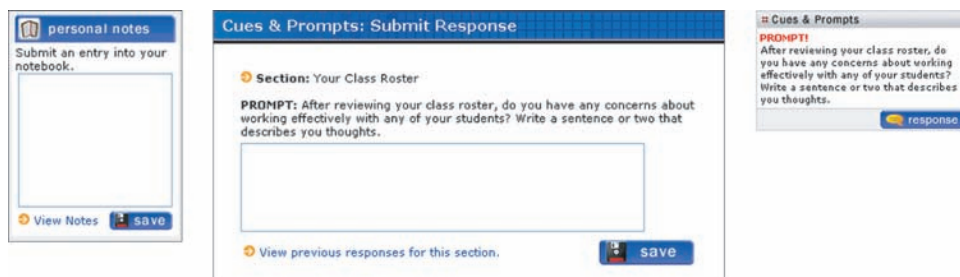 personal notes
Submit an entry into your
notebook.
View Notes
save
Cues & Prompts: Submit Response
Section: Your Class Roster
PROMPT: After reviewing your class roster, do you have any concerns about
working effectively with any of your students? Write a sentence or two that
describes you thoughts.
View previous responses for this section.
save
Cues & Prompts
PROMPT!
After reviewing your class roster, do
you have any concerns about working
effectively with any of your students?
Write a sentence or two that describes
you thoughts.
response